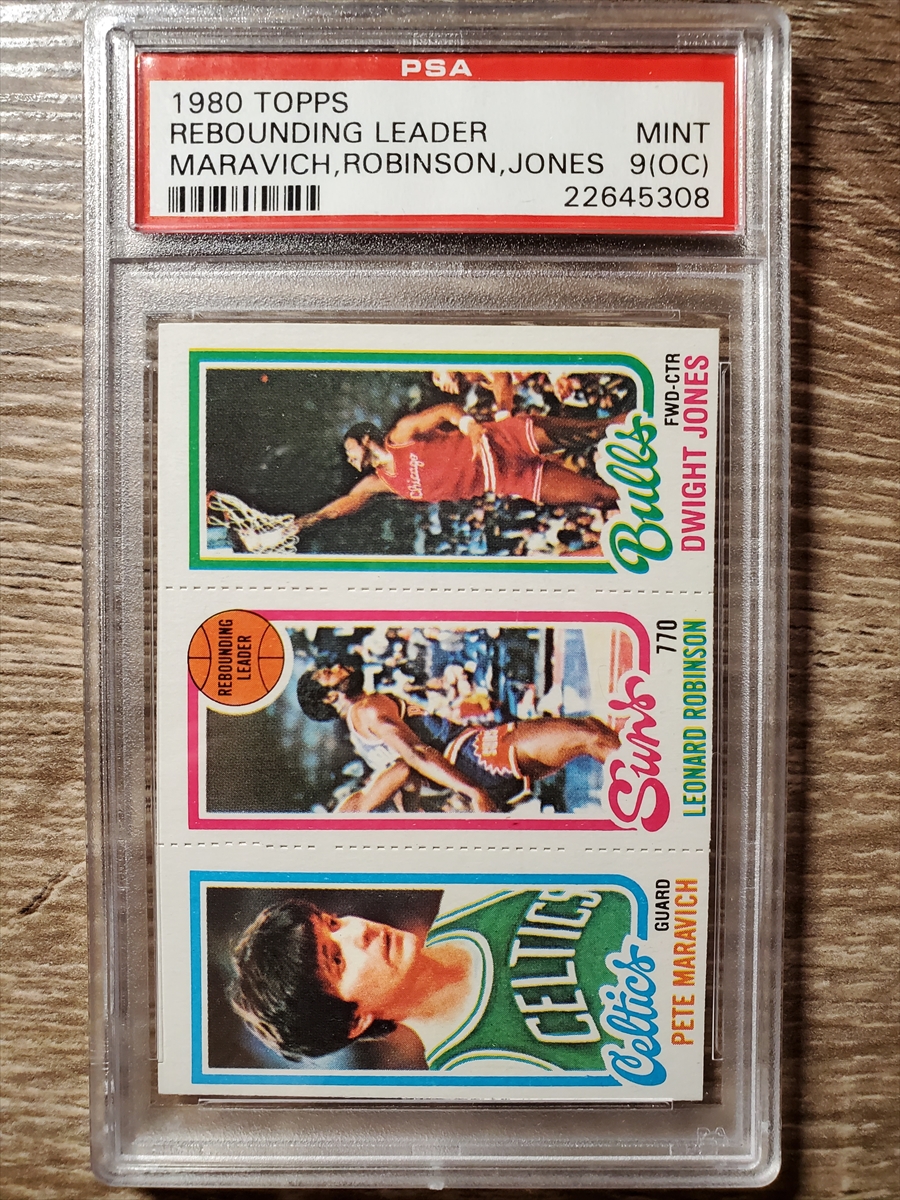 PSA
1980 TOPPS
REBOUNDING LEADER MINT
MARAVICH,ROBINSON,JONES 9(OC)
22645308
CELTICS
Celtics
GUARD
PETE MARAVICH
REBOUNDING
LEADER
SUNS
Suns
770
LEONARD ROBINSON
Chicago
Bulls
FWD-CTR
DWIGHT JONES